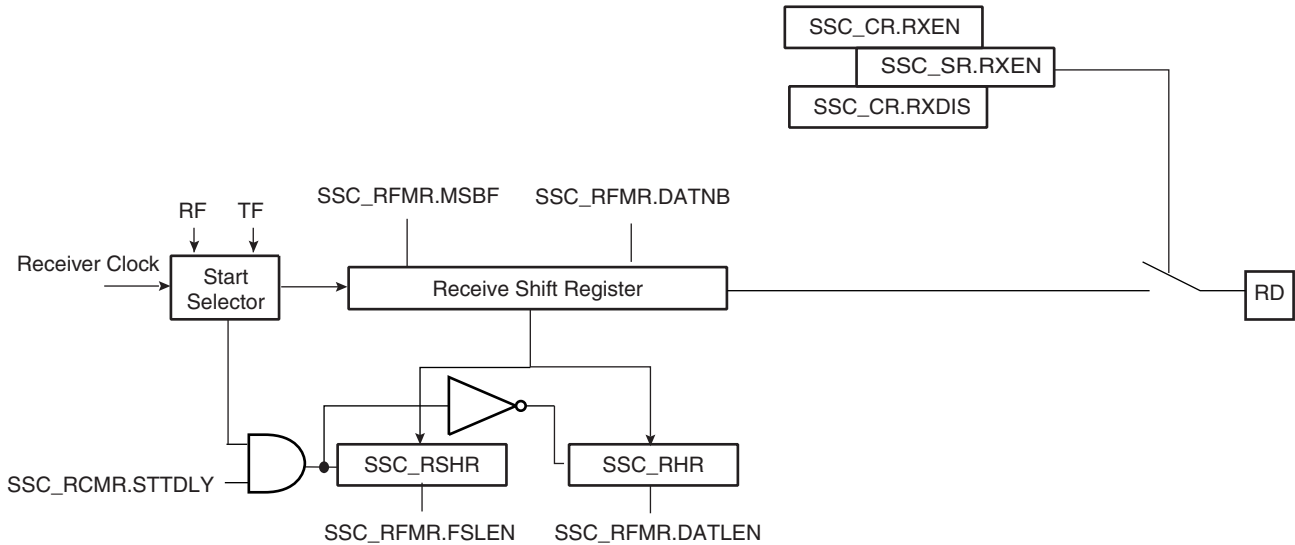 SSC_CR.RXEN
SSC_SR.RXEN
SSC_CR.RXDIS
SSC_RFMR.MSBF
SSC_RFMR.DATNB
RF
TF
Receiver Clock
Start
Selector
Receive Shift Register
RD
SSC_RSHR
SSC_RHR
SSC_RCMR.STTDLY
SSC_RFMR.FSLEN
SSC_RFMR.DATLEN